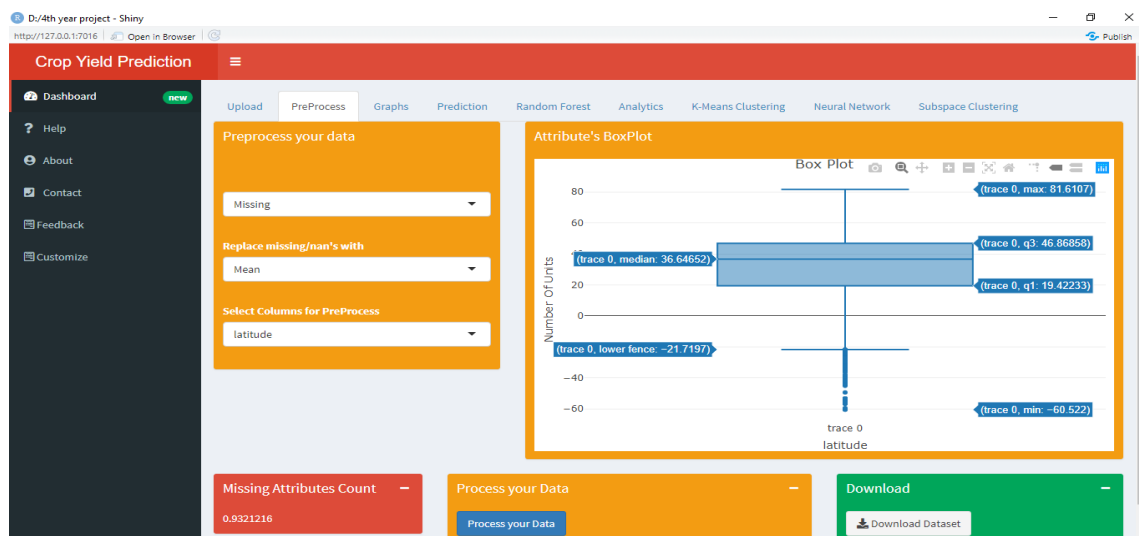 D:/4th year project - Shiny
http://127.0.0.1:7016 Open in Browser Publish
Crop Yield Prediction
Dashboard new
Help
About
Contact
Feedback
Customize
Upload PreProcess Graphs Prediction Random Forest Analytics K-Means Clustering Neural Network Subspace Clustering
Preprocess your data
Missing
Replace missing/nan's with
Mean
Select Columns for PreProcess
latitude
Attribute's BoxPlot
Box Plot
80
(trace 0, max: 81.6107)
60
(trace 0, q3: 46.86858)
(trace 0, median: 36.64652)
20
(trace 0, q1: 19.42233)
0
(trace 0, lower fence: −21.7197)
−40
−60
(trace 0, min: −60.522)
Number Of Units
trace 0
latitude
Missing Attributes Count
0.9321216
Process your Data
Process your Data
Download
Download Dataset